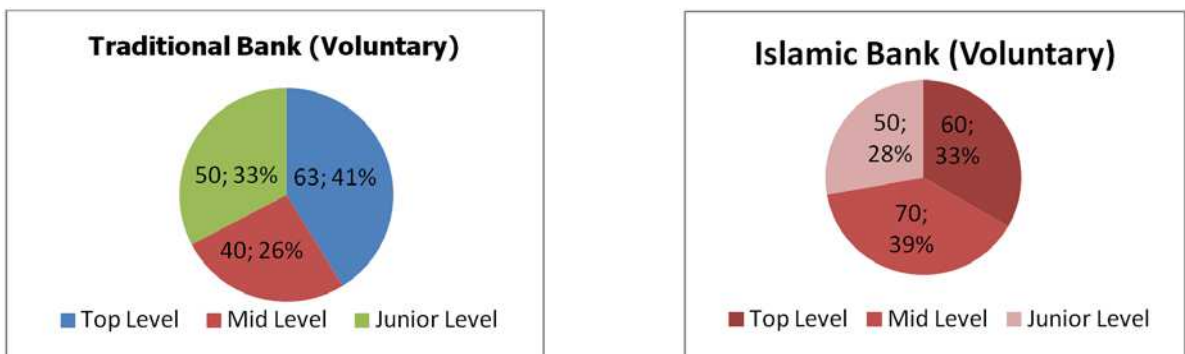 Traditional Bank (Voluntary)
50; 33%
63; 41%
40; 26%
Top Level
Mid Level
Junior Level
Islamic Bank (Voluntary)
50;
28%
60;
33%
70;
39%
Top Level
Mid Level
Junior Level